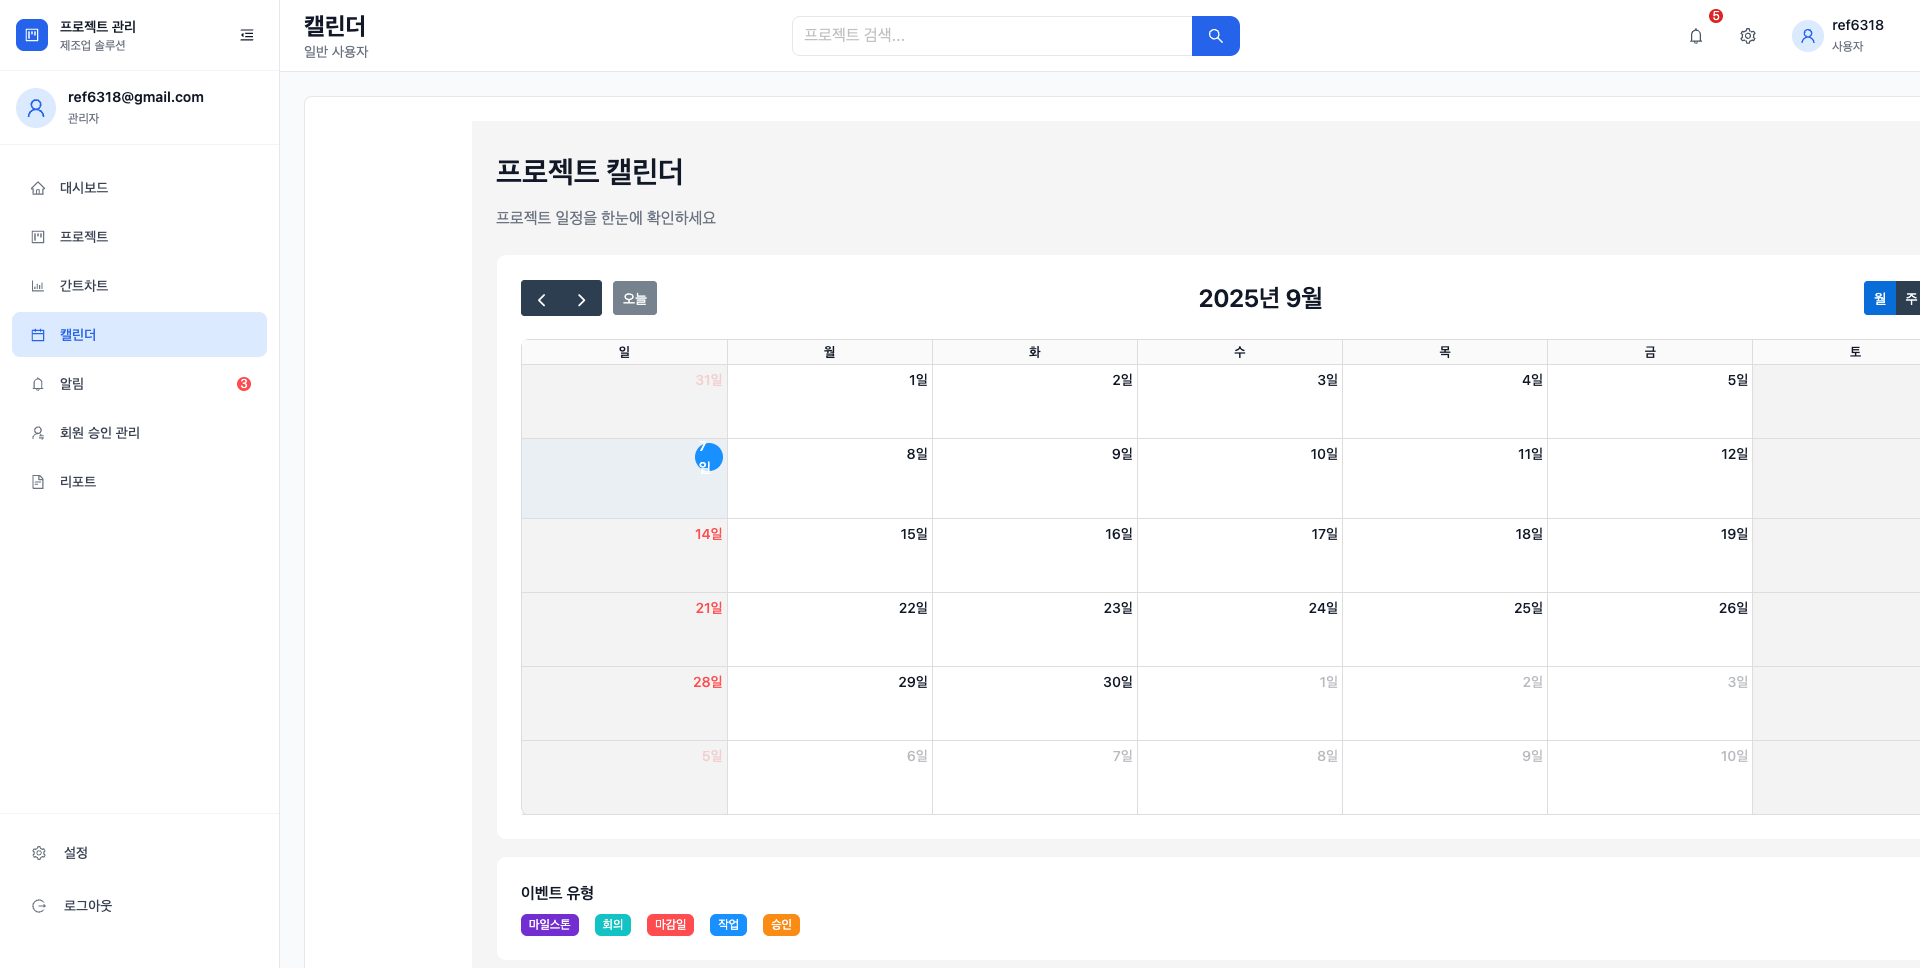 프로젝트 관리
제조업 솔루션
ref6318@gmail.com
관리자
대시보드
프로젝트
간트차트
캘린더
알림 3
회원 승인 관리
리포트
설정
로그아웃
캘린더
일반 사용자
프로젝트 검색...
5
ref6318
사용자
프로젝트 캘린더
프로젝트 일정을 한눈에 확인하세요
오늘
2025년 9월
월 주
일 월 화 수 목 금 토
31일 1일 2일 3일 4일 5일
7일 8일 9일 10일 11일 12일
14일 15일 16일 17일 18일 19일
21일 22일 23일 24일 25일 26일
28일 29일 30일 1일 2일 3일
5일 6일 7일 8일 9일 10일
이벤트 유형
마일스톤 회의 마감일 작업 승인